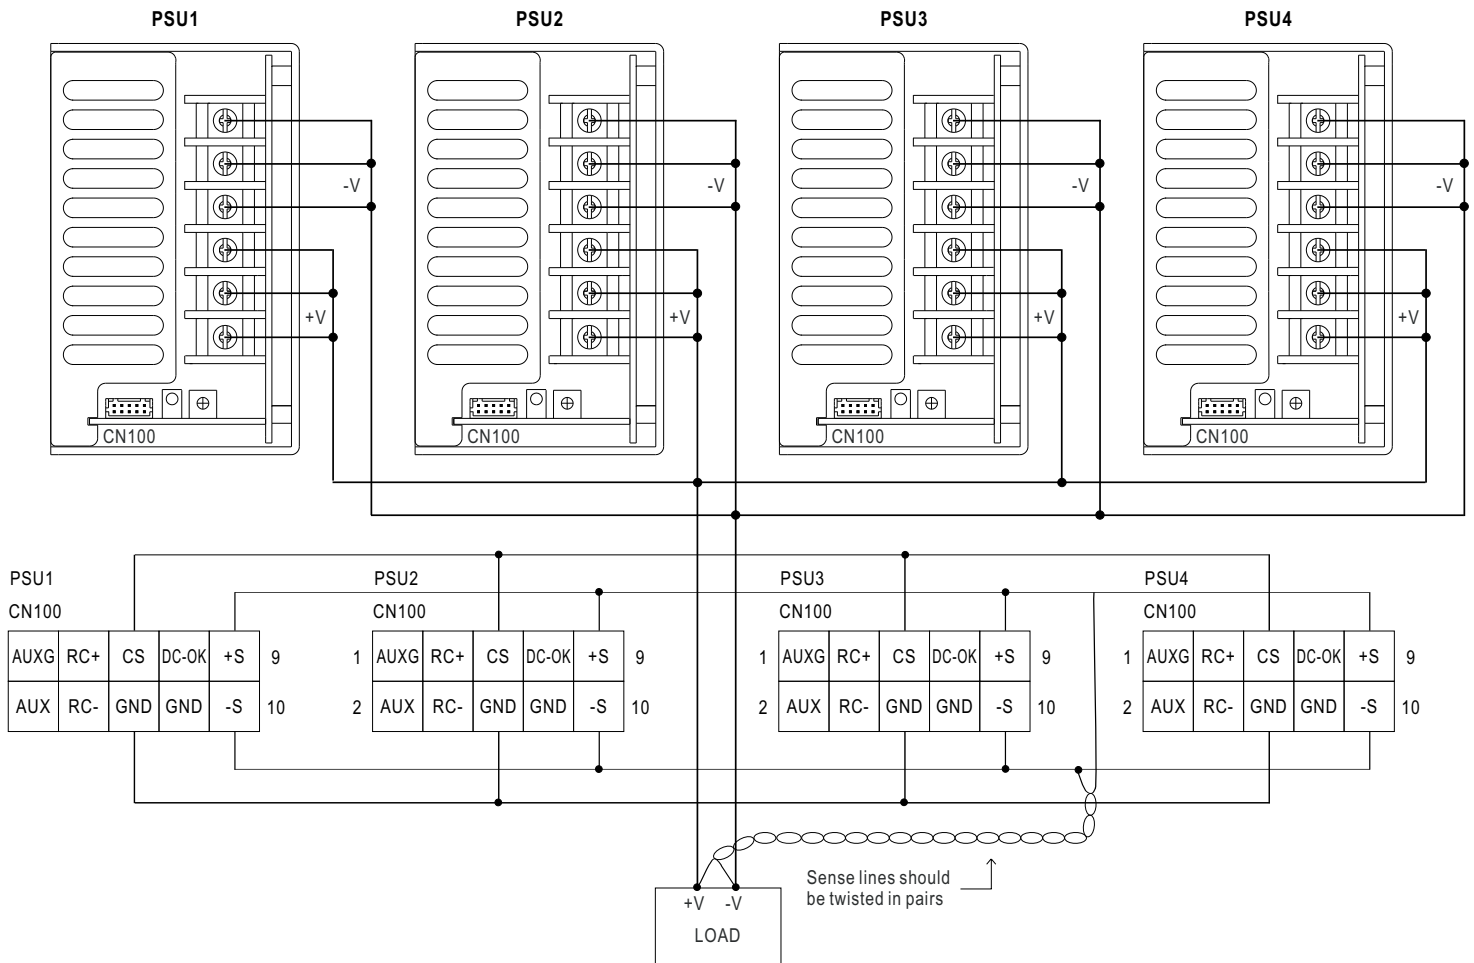 PSU1 PSU2 PSU3 PSU4
-V -V -V -V
+V +V +V +V
CN100 CN100 CN100 CN100
PSU1 PSU2 PSU3 PSU4
CN100 CN100 CN100 CN100
AUXG RC+ CS DC-OK +S 9 1 AUXG RC+ CS DC-OK +S 9 1 AUXG RC+ CS DC-OK +S 9 1 AUXG RC+ CS DC-OK +S 9
AUX RC- GND GND -S 10 2 AUX RC- GND GND -S 10 2 AUX RC- GND GND -S 10 2 AUX RC- GND GND -S 10
Sense lines should
be twisted in pairs
+V -V
LOAD